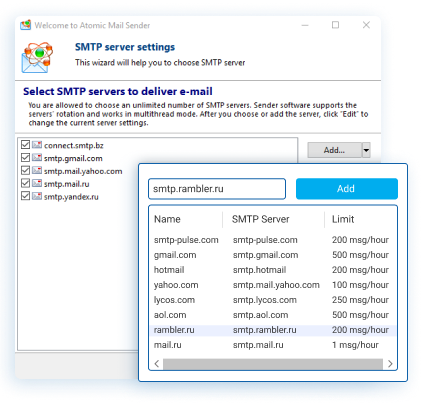 Welcome to Atomic Mail Sender
SMTP server settings
This wizard will help you to choose SMTP server
Select SMTP servers to deliver e-mail
You are allowed to choose an unlimited number of SMTP servers. Sender software supports the
servers' rotation and works in multithread mode. After you choose or add the server, click 'Edit' to
change the current server settings.
connect.smtp.bz
smtp.gmail.com
smtp.mail.yahoo.com
smtp.mail.ru
smtp.yandex.ru
Add...
smtp.rambler.ru Add
Name SMTP Server Limit
smtp-pulse.com smtp-pulse.com 200 msg/hour
gmail.com smtp.gmail.com 500 msg/hour
hotmail smtp.hotmail 200 msg/hour
yahoo.com smtp.mail.yahoo.com 100 msg/hour
lycos.com smtp.lycos.com 250 msg/hour
aol.com smtp.aol.com 500 msg/hour
rambler.ru smtp.rambler.ru 200 msg/hour
mail.ru smtp.mail.ru 1 msg/hour